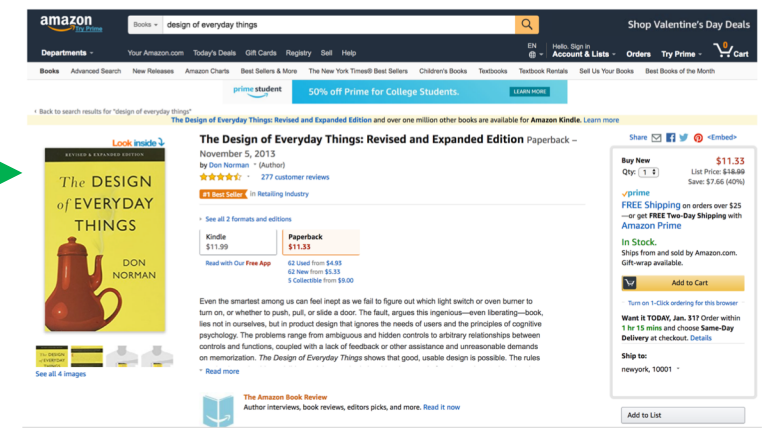 amazon
Try Prime
Books
design of everyday things
Shop Valentine's Day Deals
Departments
Your Amazon.com Today's Deals Gift Cards Registry Sell Help
EN
Hello. Sign in
Account & Lists
Orders
Try Prime
0
Cart
Books Advanced Search New Releases Amazon Charts Best Sellers & More The New York Times® Best Sellers Children's Books Textbooks Textbook Rentals Sell Us Your Books Best Books of the Month
prime student
50% off Prime for College Students.
LEARN MORE
‹ Back to search results for "design of everyday things"
The Design of Everyday Things: Revised and Expanded Edition and over one million other books are available for Amazon Kindle. Learn more
Look inside
REVISED & EXPANDED EDITION
The DESIGN
of EVERYDAY
THINGS
DON
NORMAN
See all 4 images
The Design of Everyday Things: Revised and Expanded Edition Paperback –
November 5, 2013
by Don Norman (Author)
277 customer reviews
#1 Best Seller in Retailing Industry
See all 2 formats and editions
Kindle
$11.99
Paperback
$11.33
Read with Our Free App
62 Used from $4.93
62 New from $5.33
5 Collectible from $9.00
Even the smartest among us can feel inept as we fail to figure out which light switch or oven burner to
turn on, or whether to push, pull, or slide a door. The fault, argues this ingenious—even liberating—book,
lies not in ourselves, but in product design that ignores the needs of users and the principles of cognitive
psychology. The problems range from ambiguous and hidden controls to arbitrary relationships between
controls and functions, coupled with a lack of feedback or other assistance and unreasonable demands
on memorization. The Design of Everyday Things shows that good, usable design is possible. The rules
Read more
The Amazon Book Review
Author interviews, book reviews, editors picks, and more. Read it now
Share <Embed>
Buy New
$11.33
Qty: 1
List Price: $18.99
Save: $7.66 (40%)
prime
FREE Shipping on orders over $25
—or get FREE Two-Day Shipping with
Amazon Prime
In Stock.
Ships from and sold by Amazon.com.
Gift-wrap available.
Add to Cart
Turn on 1-Click ordering for this browser
Want it TODAY, Jan. 31? Order within
1 hr 15 mins and choose Same-Day
Delivery at checkout. Details
Ship to:
newyork, 10001
Add to List